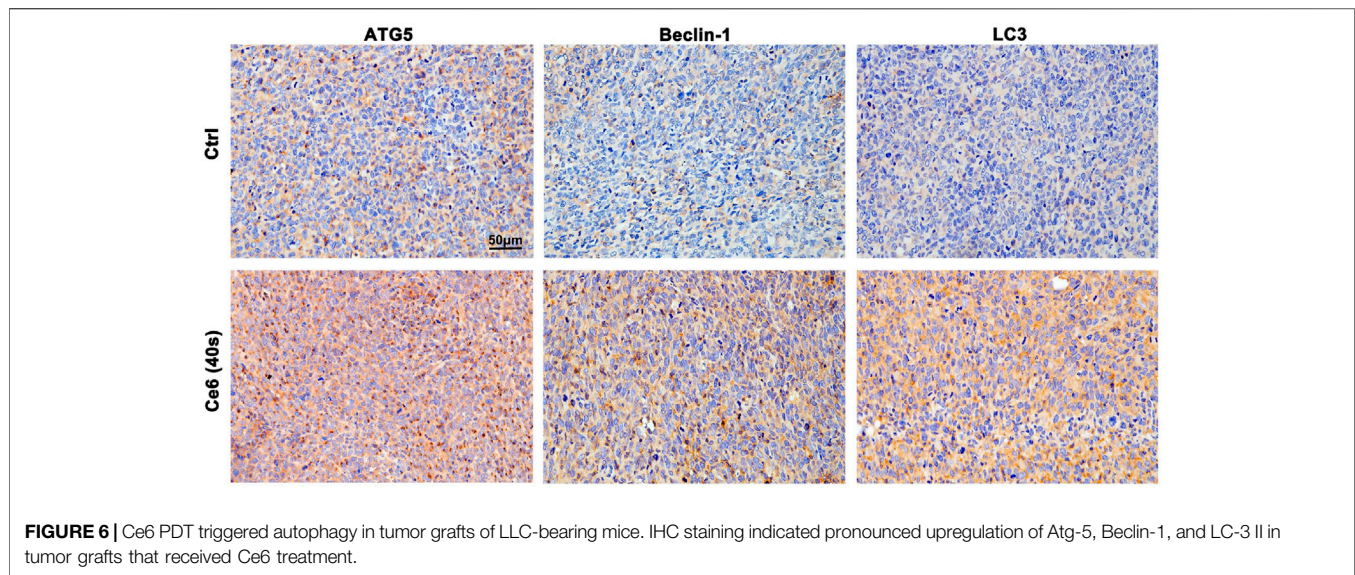 ATG5 Beclin-1 LC3
Ctrl
50μm
Ce6 (40s)
FIGURE 6 | Ce6 PDT triggered autophagy in tumor grafts of LLC-bearing mice. IHC staining indicated pronounced upregulation of Atg-5, Beclin-1, and LC-3 II in
tumor grafts that received Ce6 treatment.